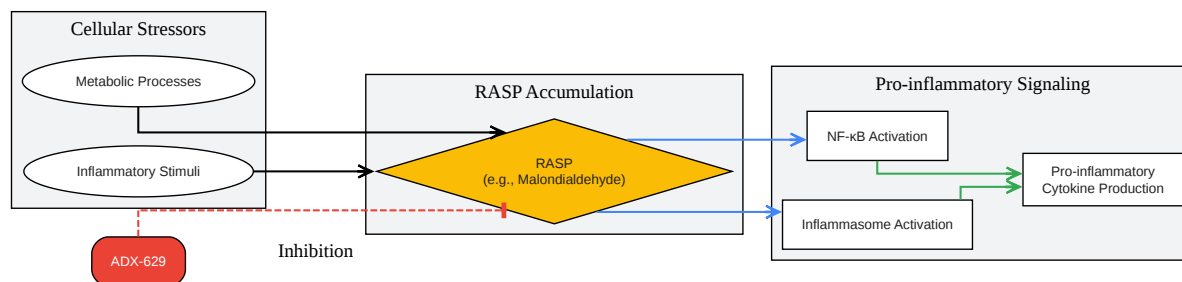 Cellular Stressors
Metabolic Processes
Inflammatory Stimuli
ADX-629
Inhibition
RASP Accumulation
RASP
(e.g., Malondialdehyde)
Pro-inflammatory Signaling
NF-κB Activation
Inflammasome Activation
Pro-inflammatory
Cytokine Production